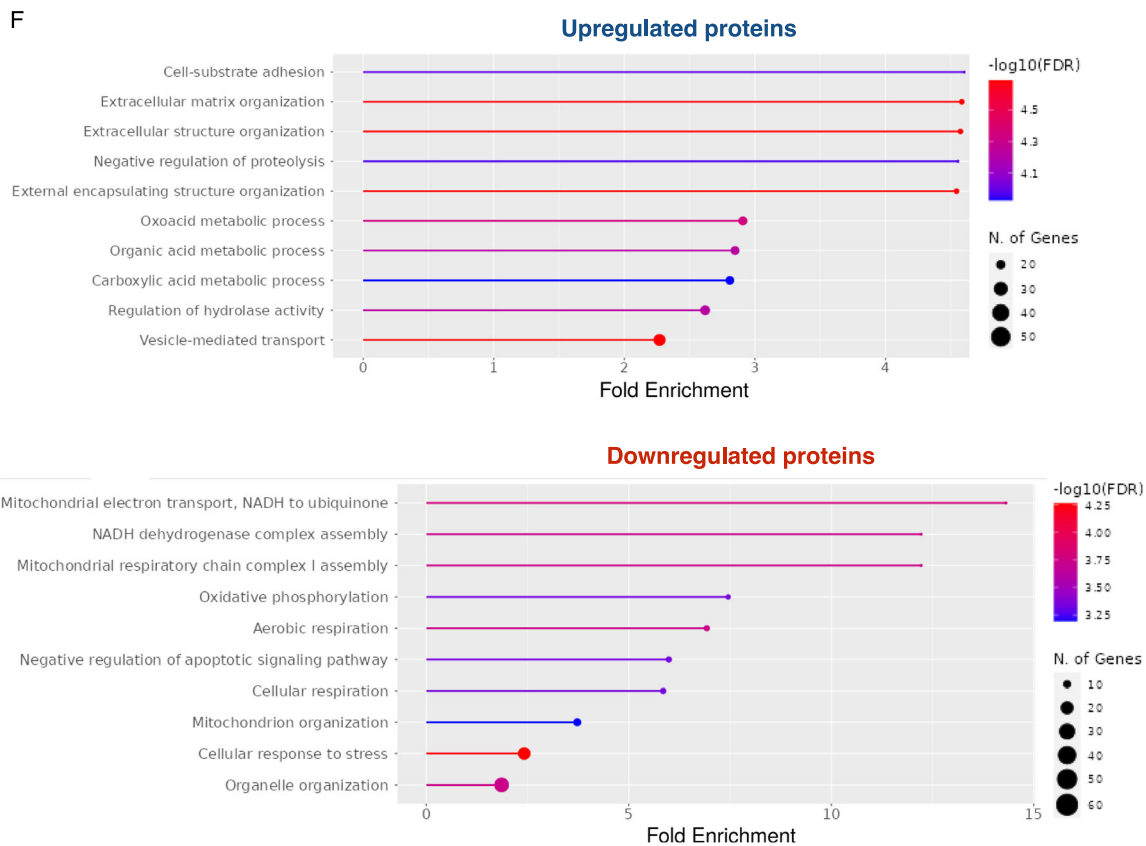 F
Upregulated proteins
Cell-substrate adhesion
Extracellular matrix organization
Extracellular structure organization
Negative regulation of proteolysis
External encapsulating structure organization
Oxoacid metabolic process
Organic acid metabolic process
Carboxylic acid metabolic process
Regulation of hydrolase activity
Vesicle-mediated transport
0 1 2 3 4
Fold Enrichment
-log10(FDR)
4.5
4.3
4.1
N. of Genes
20
30
40
50
Downregulated proteins
Mitochondrial electron transport, NADH to ubiquinone
NADH dehydrogenase complex assembly
Mitochondrial respiratory chain complex I assembly
Oxidative phosphorylation
Aerobic respiration
Negative regulation of apoptotic signaling pathway
Cellular respiration
Mitochondrion organization
Cellular response to stress
Organelle organization
0 5 10 15
Fold Enrichment
-log10(FDR)
4.25
4.00
3.75
3.50
3.25
N. of Genes
10
20
30
40
50
60